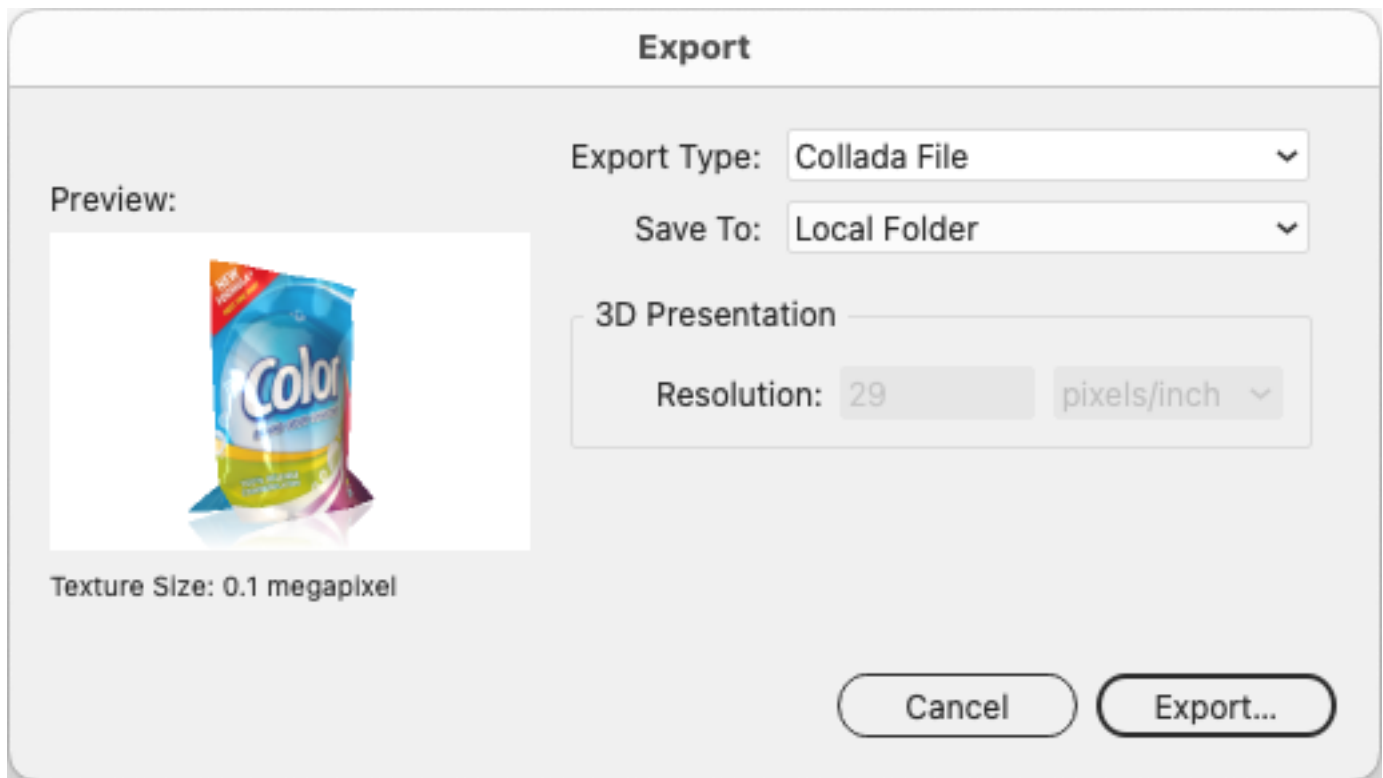 Export
Export Type: Collada File
Preview:
Save To: Local Folder
NEW
FORMULA
Color
3D Presentation
Resolution: 29 pixels/inch
Texture Size: 0.1 megapixel
Cancel
Export...